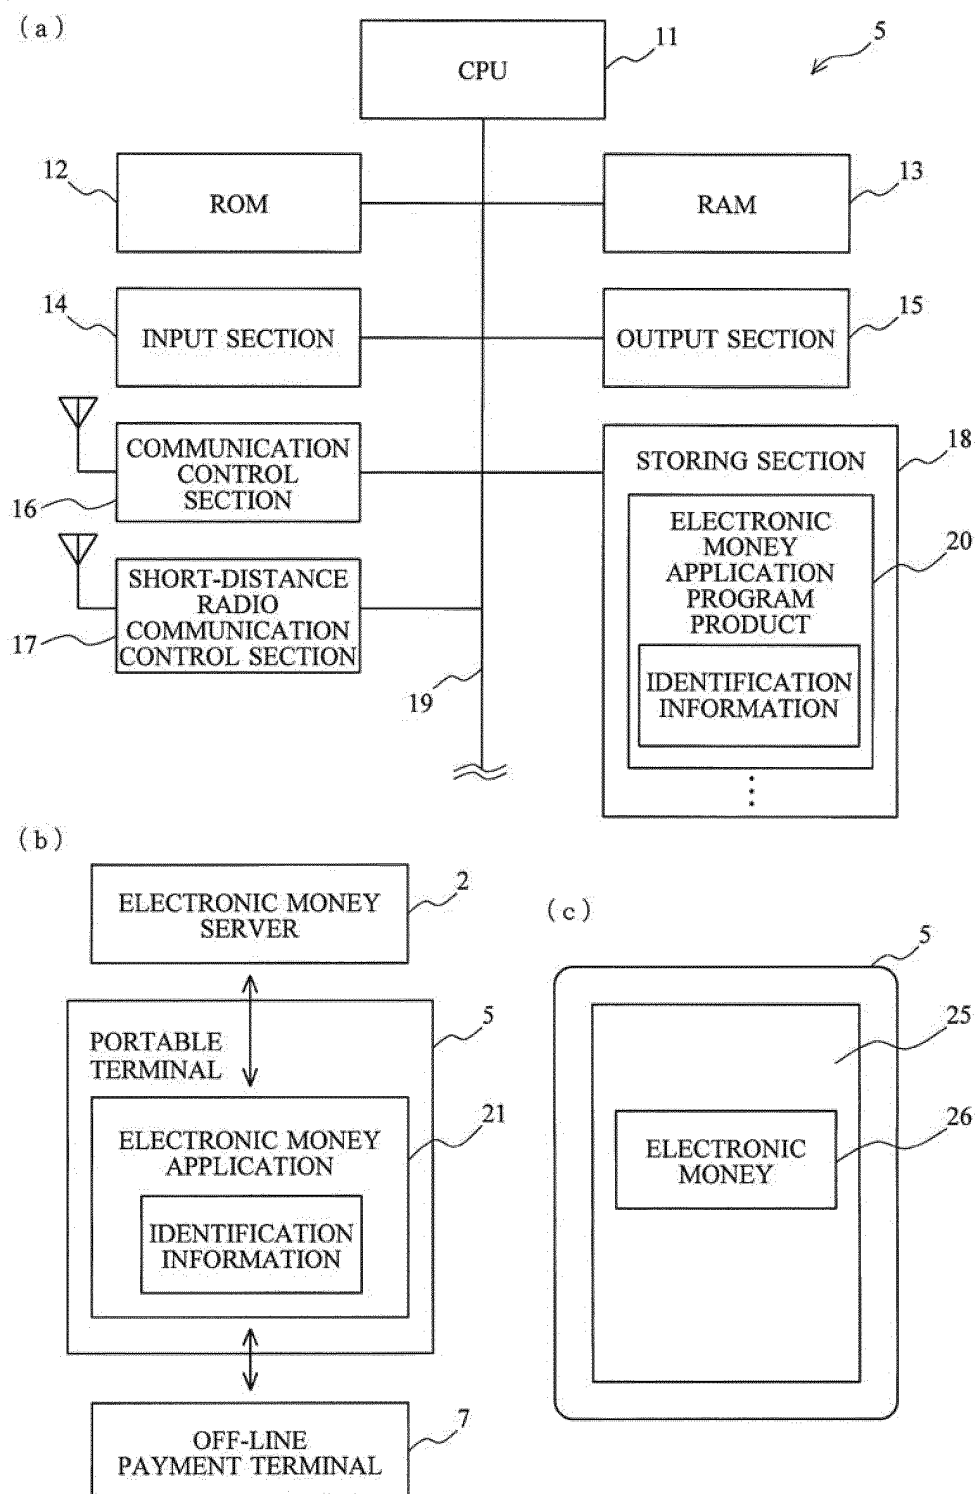 (a)
CPU
11
5
12
ROM
RAM
13
14
INPUT SECTION
OUTPUT SECTION
15
COMMUNICATION
CONTROL
SECTION
16
STORING SECTION
18
ELECTRONIC
MONEY
APPLICATION
PROGRAM
PRODUCT
20
IDENTIFICATION
INFORMATION
SHORT-DISTANCE
RADIO
COMMUNICATION
CONTROL SECTION
17
19
(b)
ELECTRONIC MONEY
SERVER
2
PORTABLE
TERMINAL
5
ELECTRONIC MONEY
APPLICATION
21
IDENTIFICATION
INFORMATION
OFF-LINE
PAYMENT TERMINAL
7
(c)
5
25
ELECTRONIC
MONEY
26